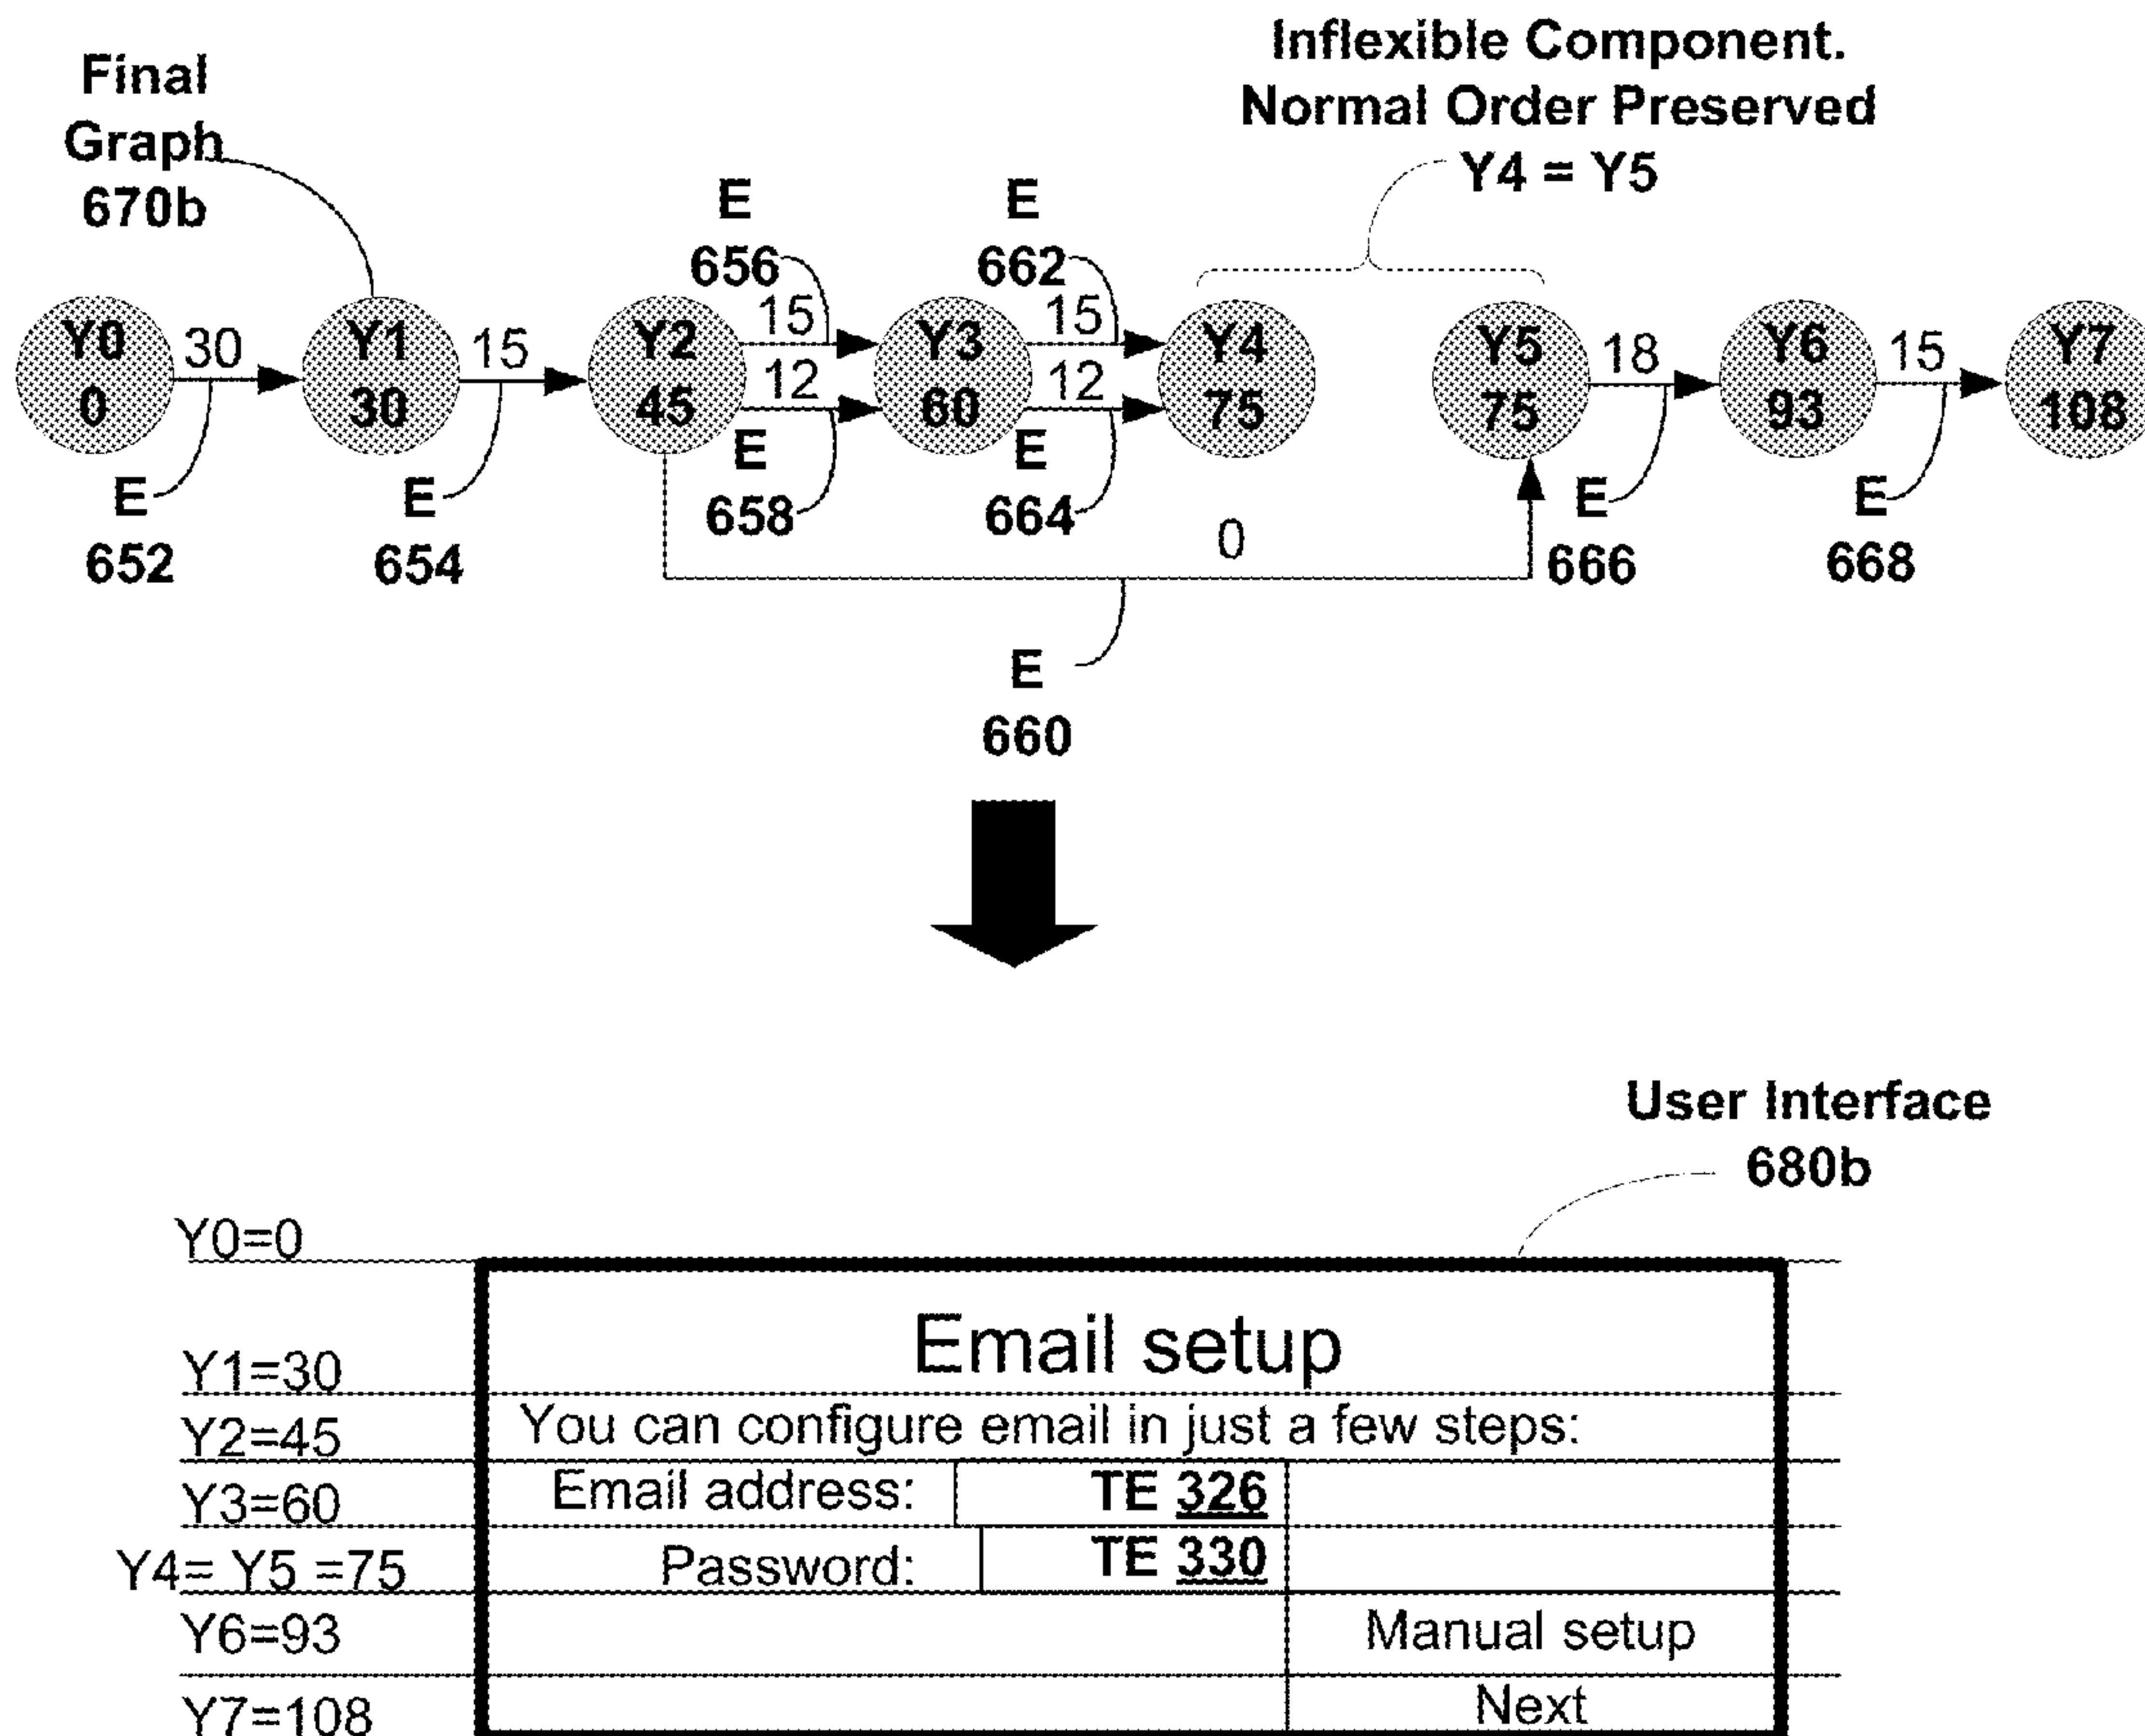 Final
Graph
670b
Inflexible Component.
Normal Order Preserved
Y4 = Y5
E
656
E
662
Y0
0
30
Y1
30
15
Y2
45
15
12
Y3
60
15
12
Y4
75
Y5
75
18
Y6
93
15
Y7
108
E
652
E
654
E
658
E
664
0
E
666
E
668
E
660
User Interface
680b
Y0=0
Email setup
Y1=30
You can configure email in just a few steps:
Y2=45
Email address: TE 326
Y3=60
Password: TE 330
Y4= Y5 =75
Manual setup
Y6=93
Next
Y7=108